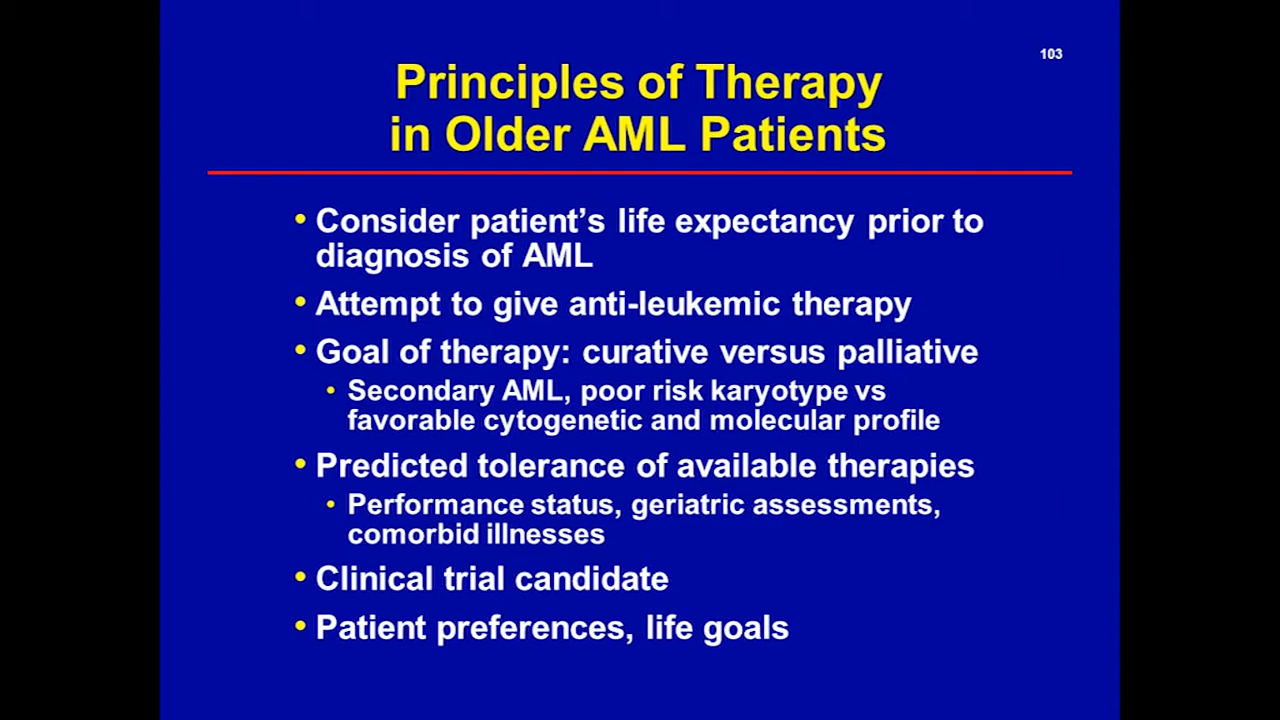 103
Principles of Therapy
in Older AML Patients
• Consider patient’s life expectancy prior to
diagnosis of AML
• Attempt to give anti-leukemic therapy
• Goal of therapy: curative versus palliative
• Secondary AML, poor risk karyotype vs
favorable cytogenetic and molecular profile
• Predicted tolerance of available therapies
• Performance status, geriatric assessments,
comorbid illnesses
• Clinical trial candidate
• Patient preferences, life goals